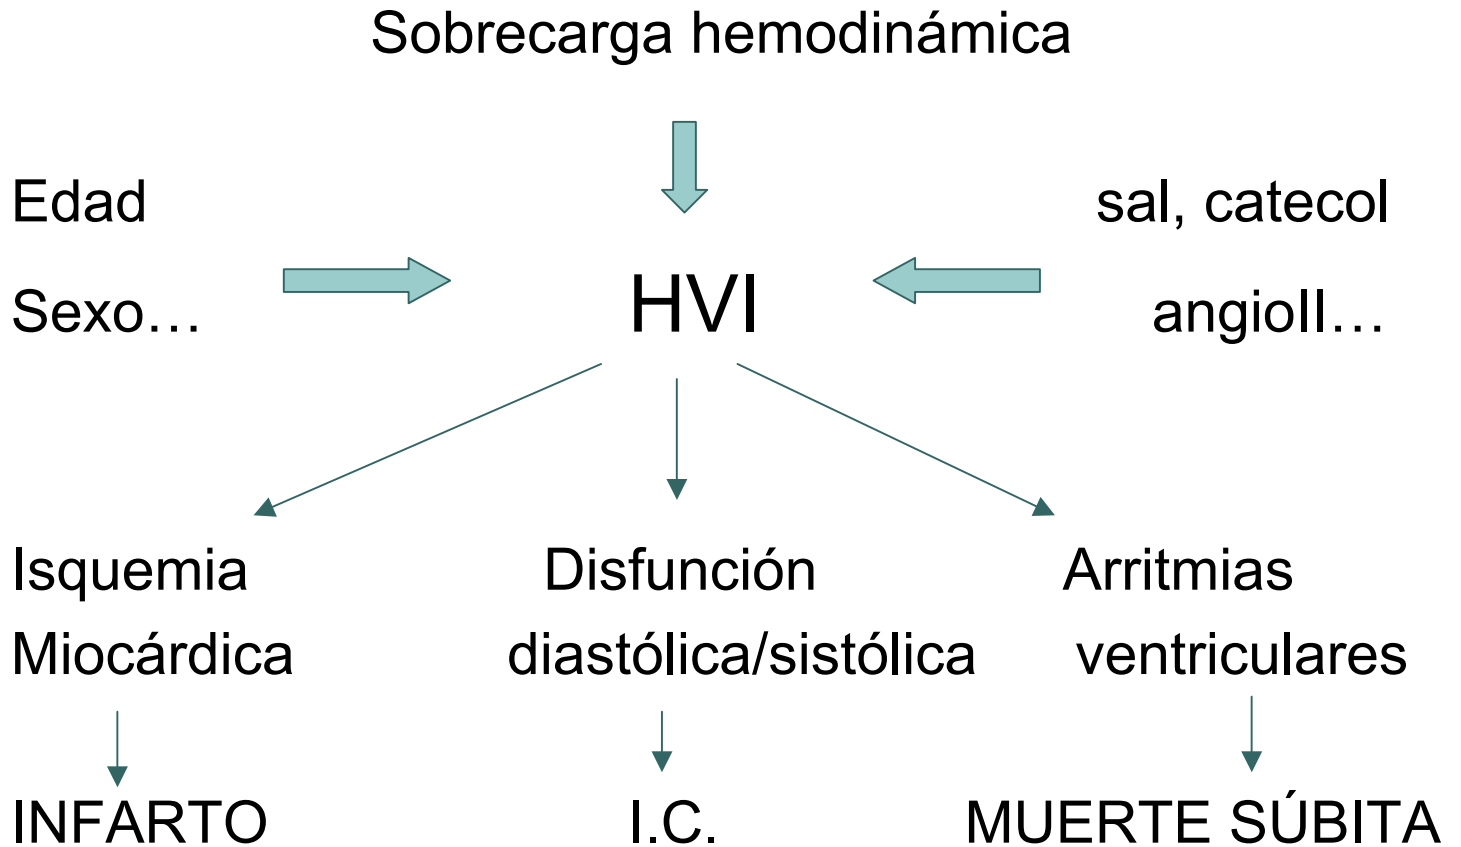 Sobrecarga hemodinámica
Edad
sal, catecol
Sexo…
HVI
angioII…
Isquemia
Miocárdica
Disfunción
diastólica/sistólica
Arritmias
ventriculares
INFARTO
I.C.
MUERTE SÚBITA